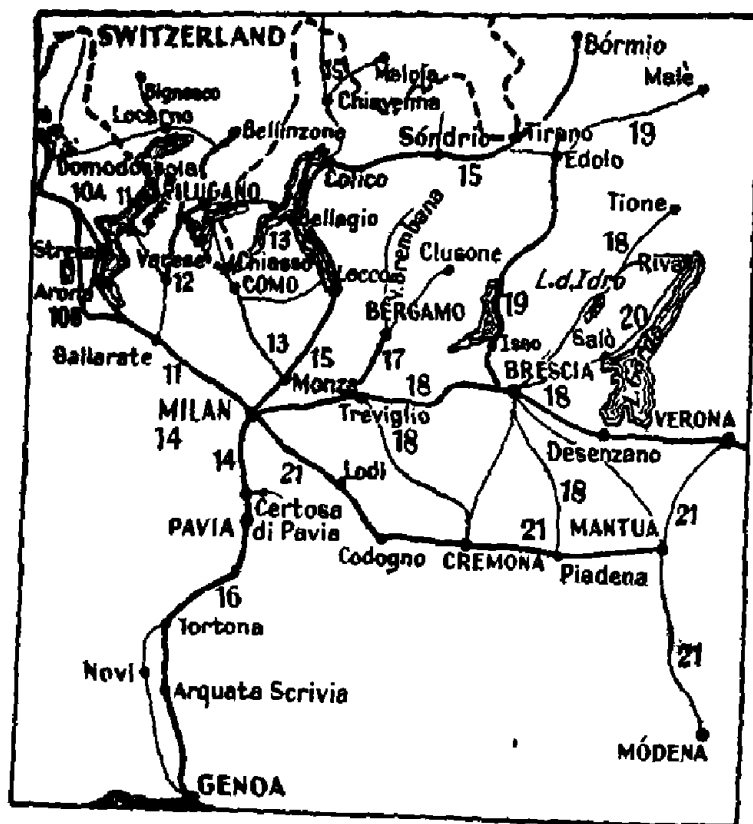 SWITZERLAND
Bórmio
15
Maloja
Malè
Chiavenna
Bignasco
Locarno
Bellinzona
Sóndrio
Tirano
19
Domodossola
Edolo
10A
11
LUGANO
Colico
15
Tione
Bellagio
V. Brembana
18
Stresa
13
Clusone
Riva
Varese
Chiasso
L.d.Idro
12
COMO
Lecco
19
20
Arona
BERGAMO
10B
Iseo
Salò
13
15
17
Ballarate
BRESCIA
11
Monza
18
18
VERONA
MILAN
Treviglio
14
18
Desenzano
14
21
Lodi
18
Certosa
di Pavia
PAVIA
21
MANTUA
21
Codogno
CREMONA
Piadena
16
Tortona
21
Novi
Arquata Scrivia
MÓDENA
GENOA